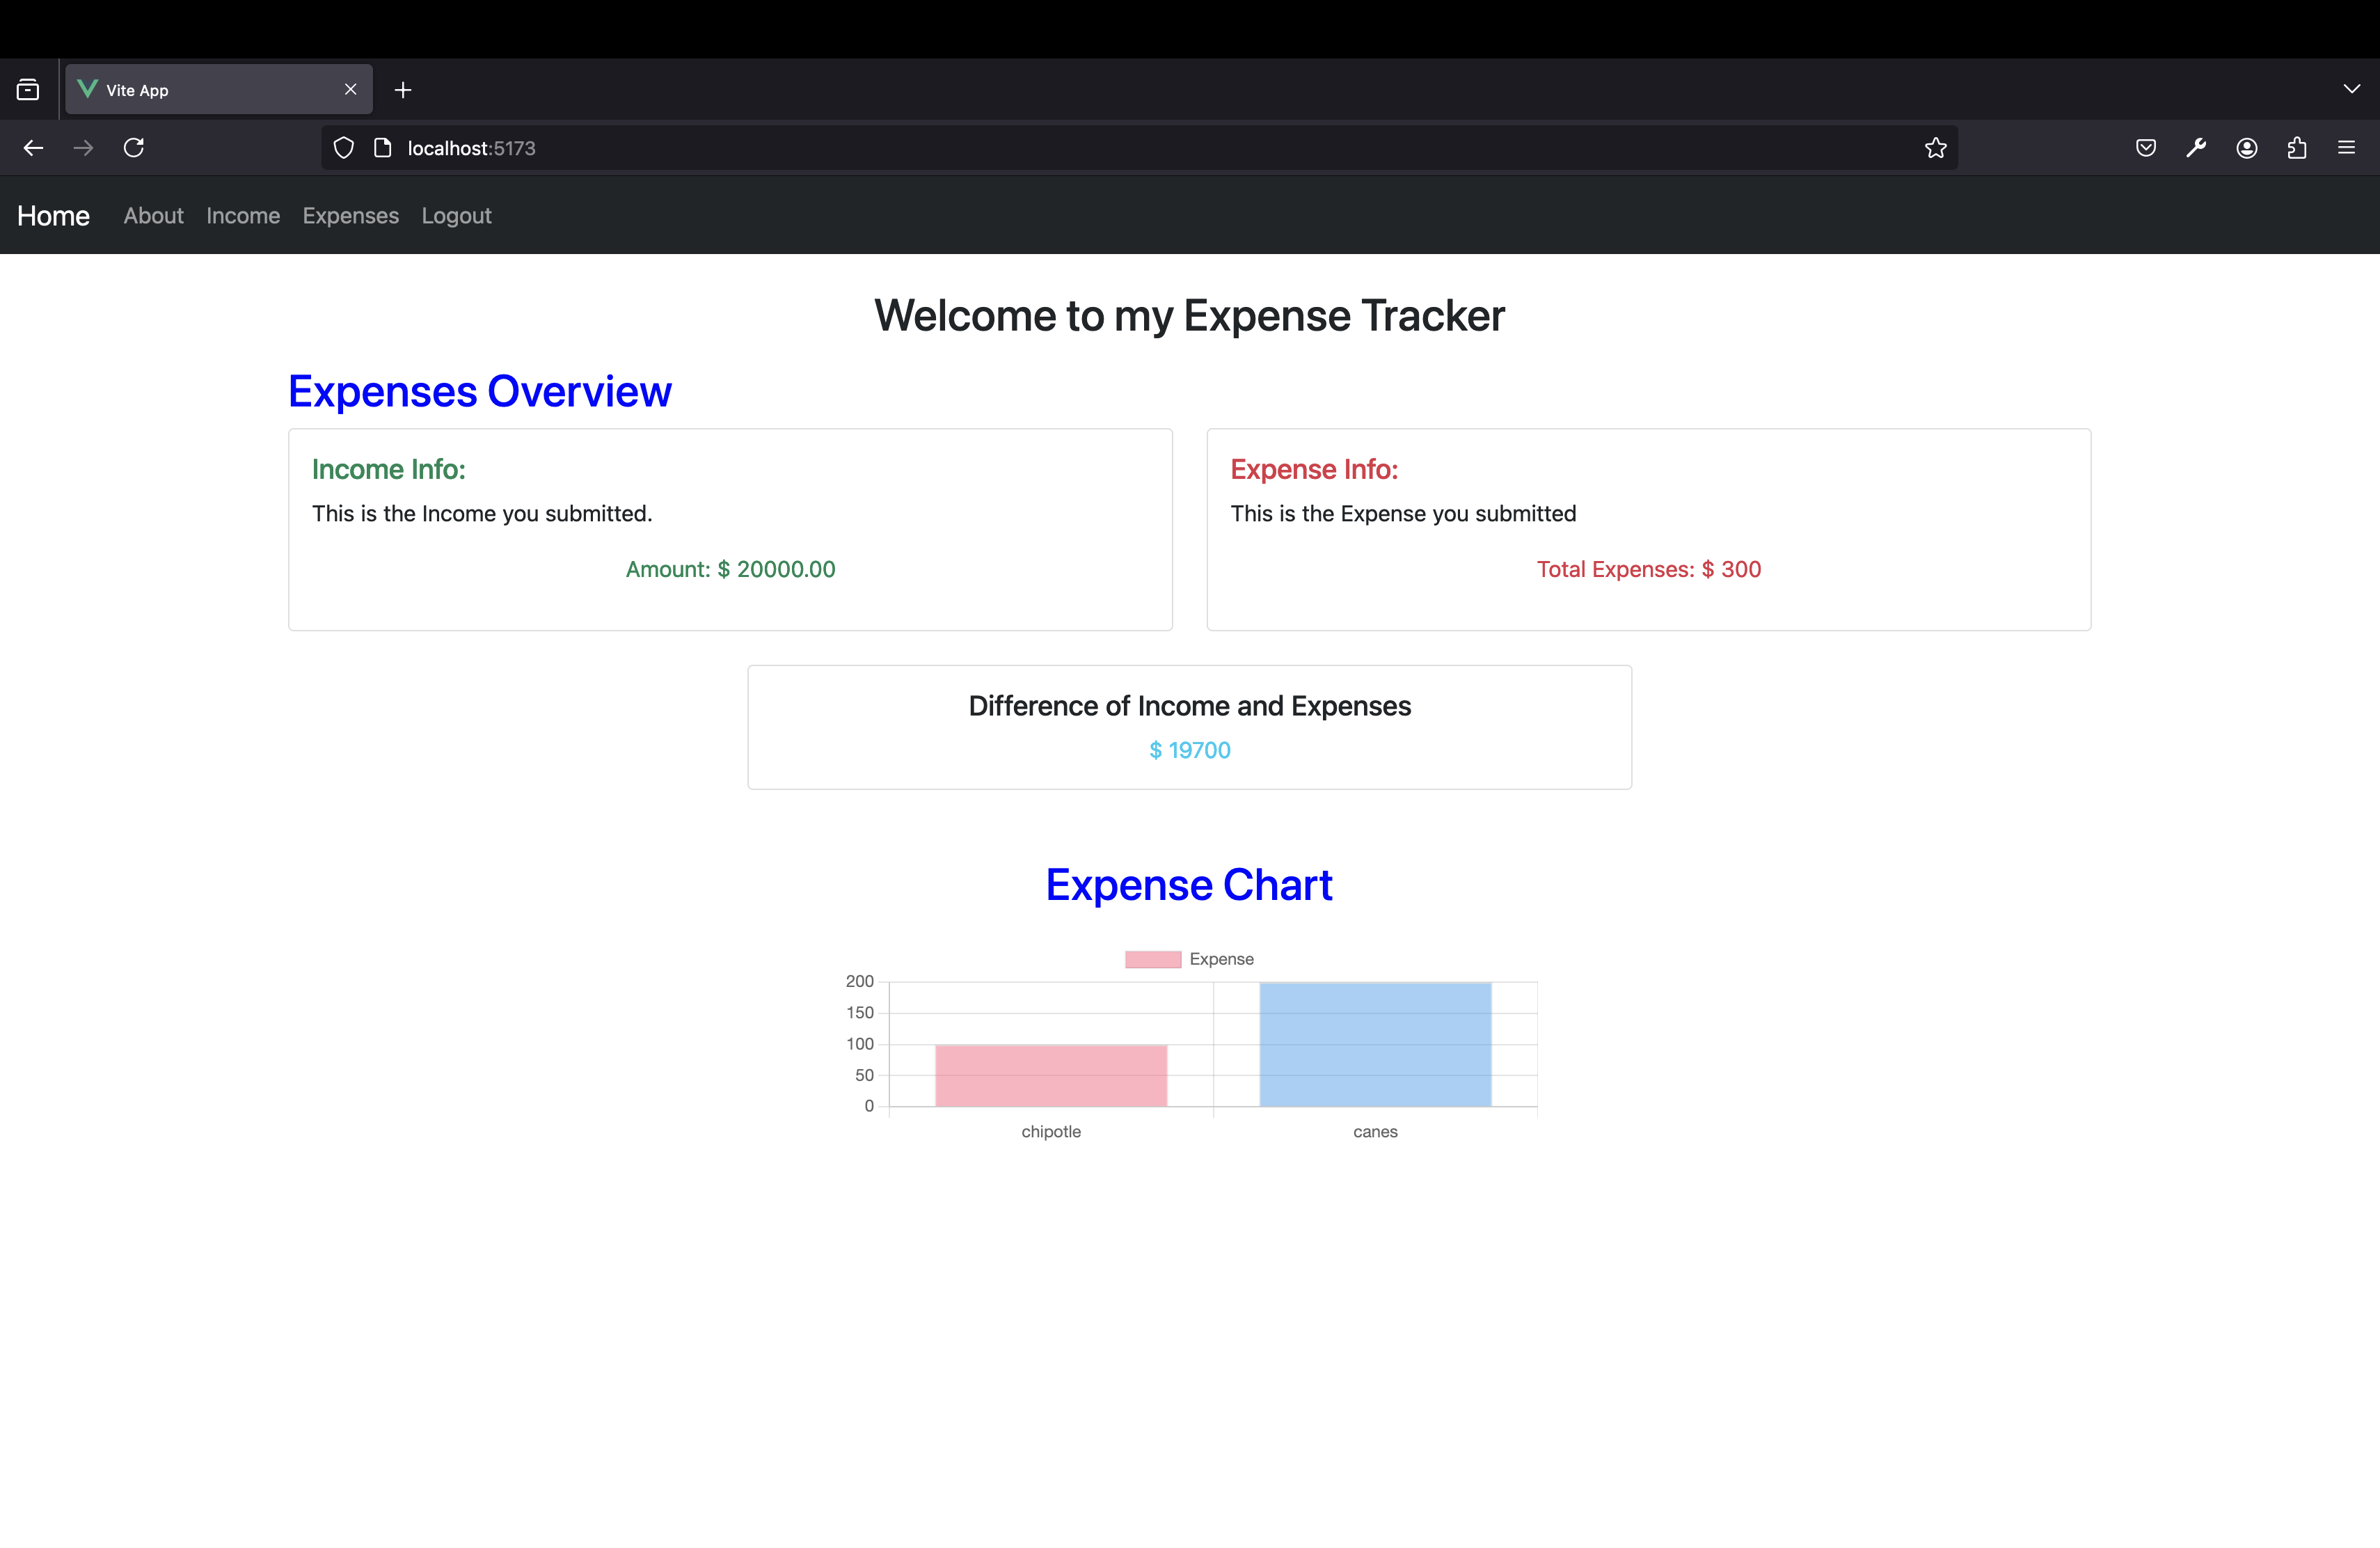 Vite App
localhost:5173
Home About Income Expenses Logout
Welcome to my Expense Tracker
Expenses Overview
Income Info:
This is the Income you submitted.
Amount: $ 20000.00
Expense Info:
This is the Expense you submitted
Total Expenses: $ 300
Difference of Income and Expenses
$ 19700
Expense Chart
Expense
200
150
100
50
0
chipotle canes